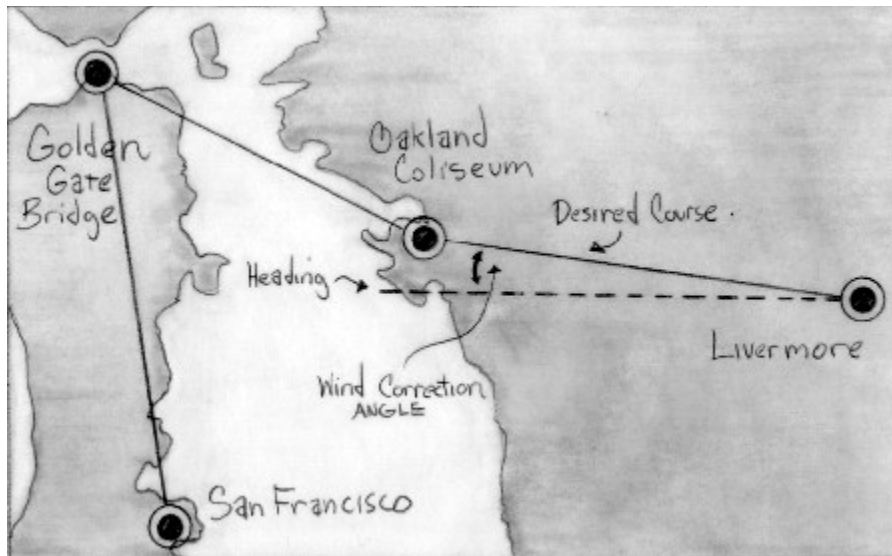 Golden
Gate
Bridge
Oakland
Coliseum
Desired Course.
Heading
Livermore
Wind Correction
ANGLE
San Francisco